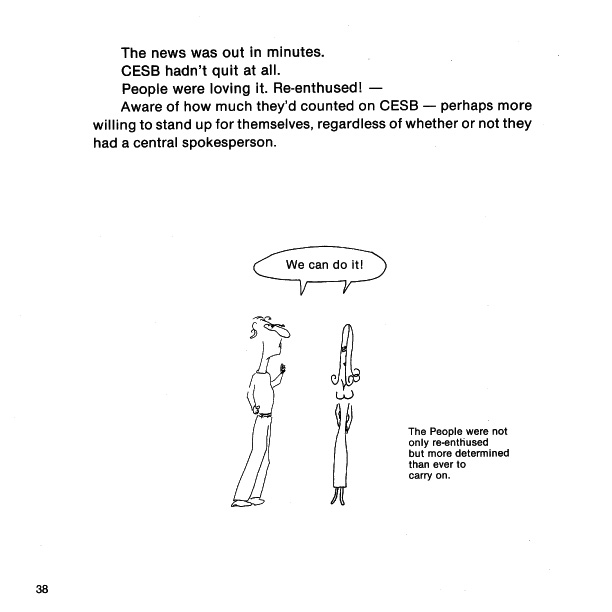 The news was out in minutes.
CESB hadn't quit at all.
People were loving it. Re-enthused! —
Aware of how much they'd counted on CESB — perhaps more
willing to stand up for themselves, regardless of whether or not they
had a central spokesperson.
We can do it!
The People were not
only re-enthused
but more determined
than ever to
carry on.
38